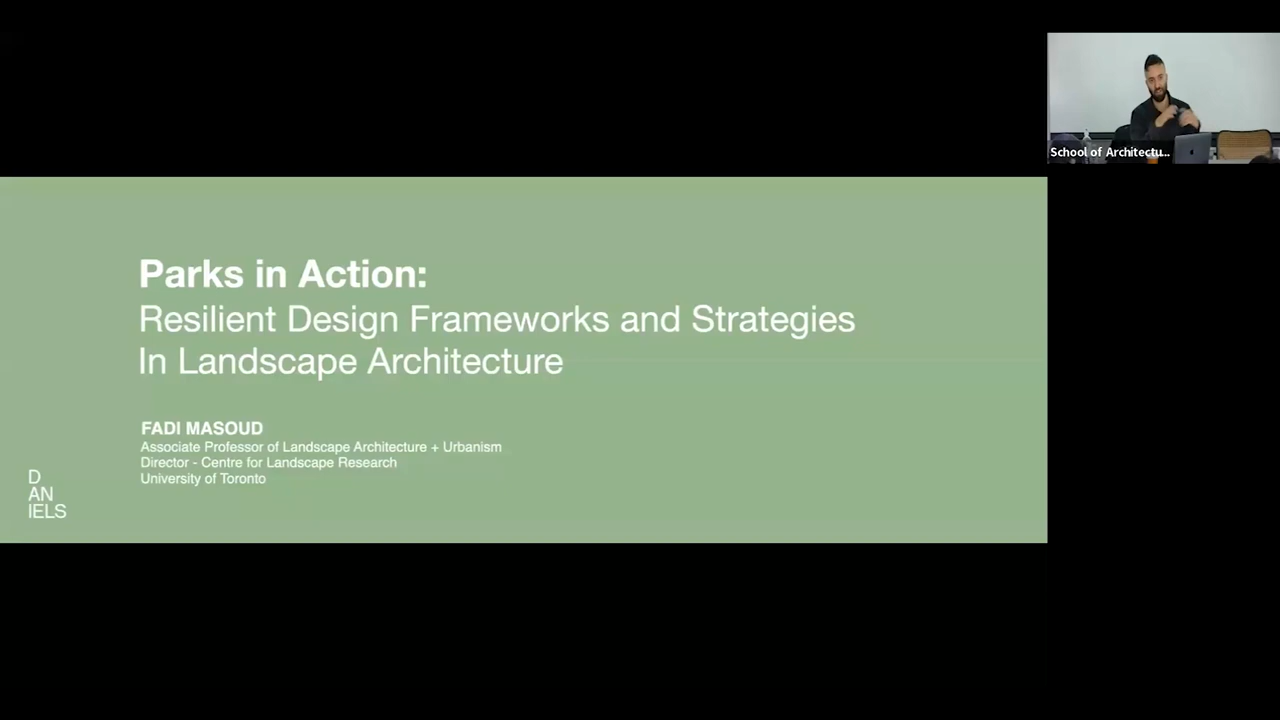 Parks in Action:
Resilient Design Frameworks and Strategies
In Landscape Architecture
FADI MASOUD
Associate Professor of Landscape Architecture + Urbanism
Director - Centre for Landscape Research
University of Toronto
D
AN
IELS
School of Architectu...